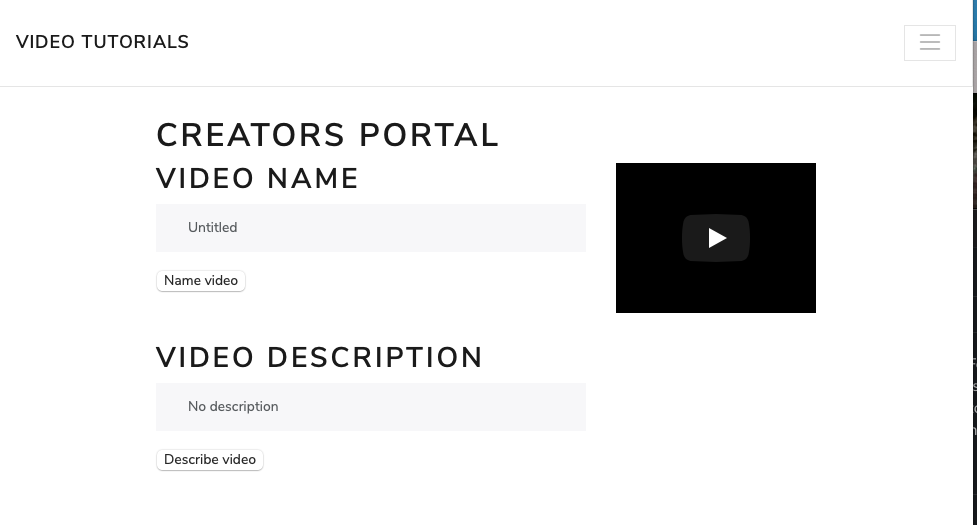 VIDEO TUTORIALS
CREATORS PORTAL
VIDEO NAME
Untitled
Name video
VIDEO DESCRIPTION
No description
Describe video